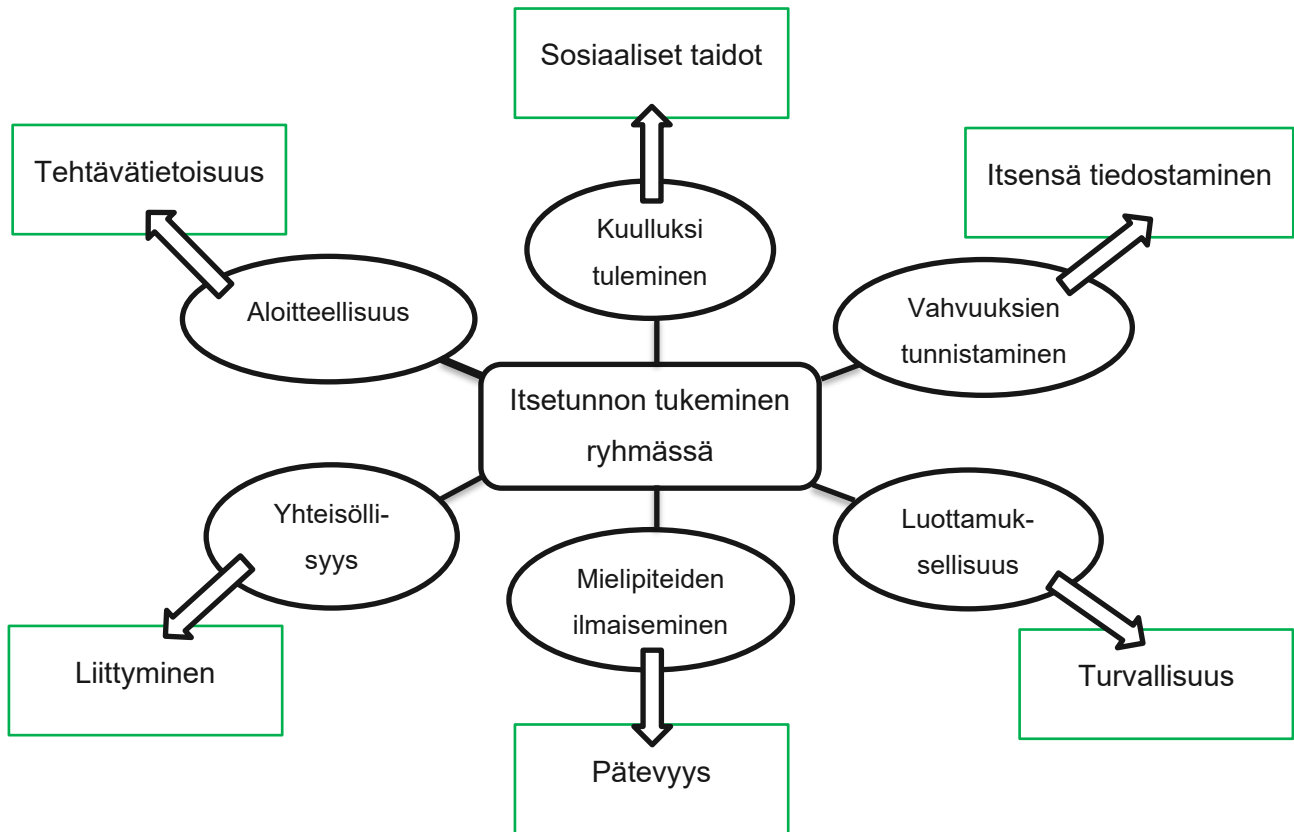 Sosiaaliset taidot
Tehtävätietoisuus
Itsensä tiedostaminen
Kuulluksi
tuleminen
Aloitteellisuus
Vahvuuksien
tunnistaminen
Itsetunnon tukeminen
ryhmässä
Yhteisölli-
syys
Mielipiteiden
ilmaiseminen
Luottamuk-
sellisuus
Liittyminen
Turvallisuus
Pätevyys